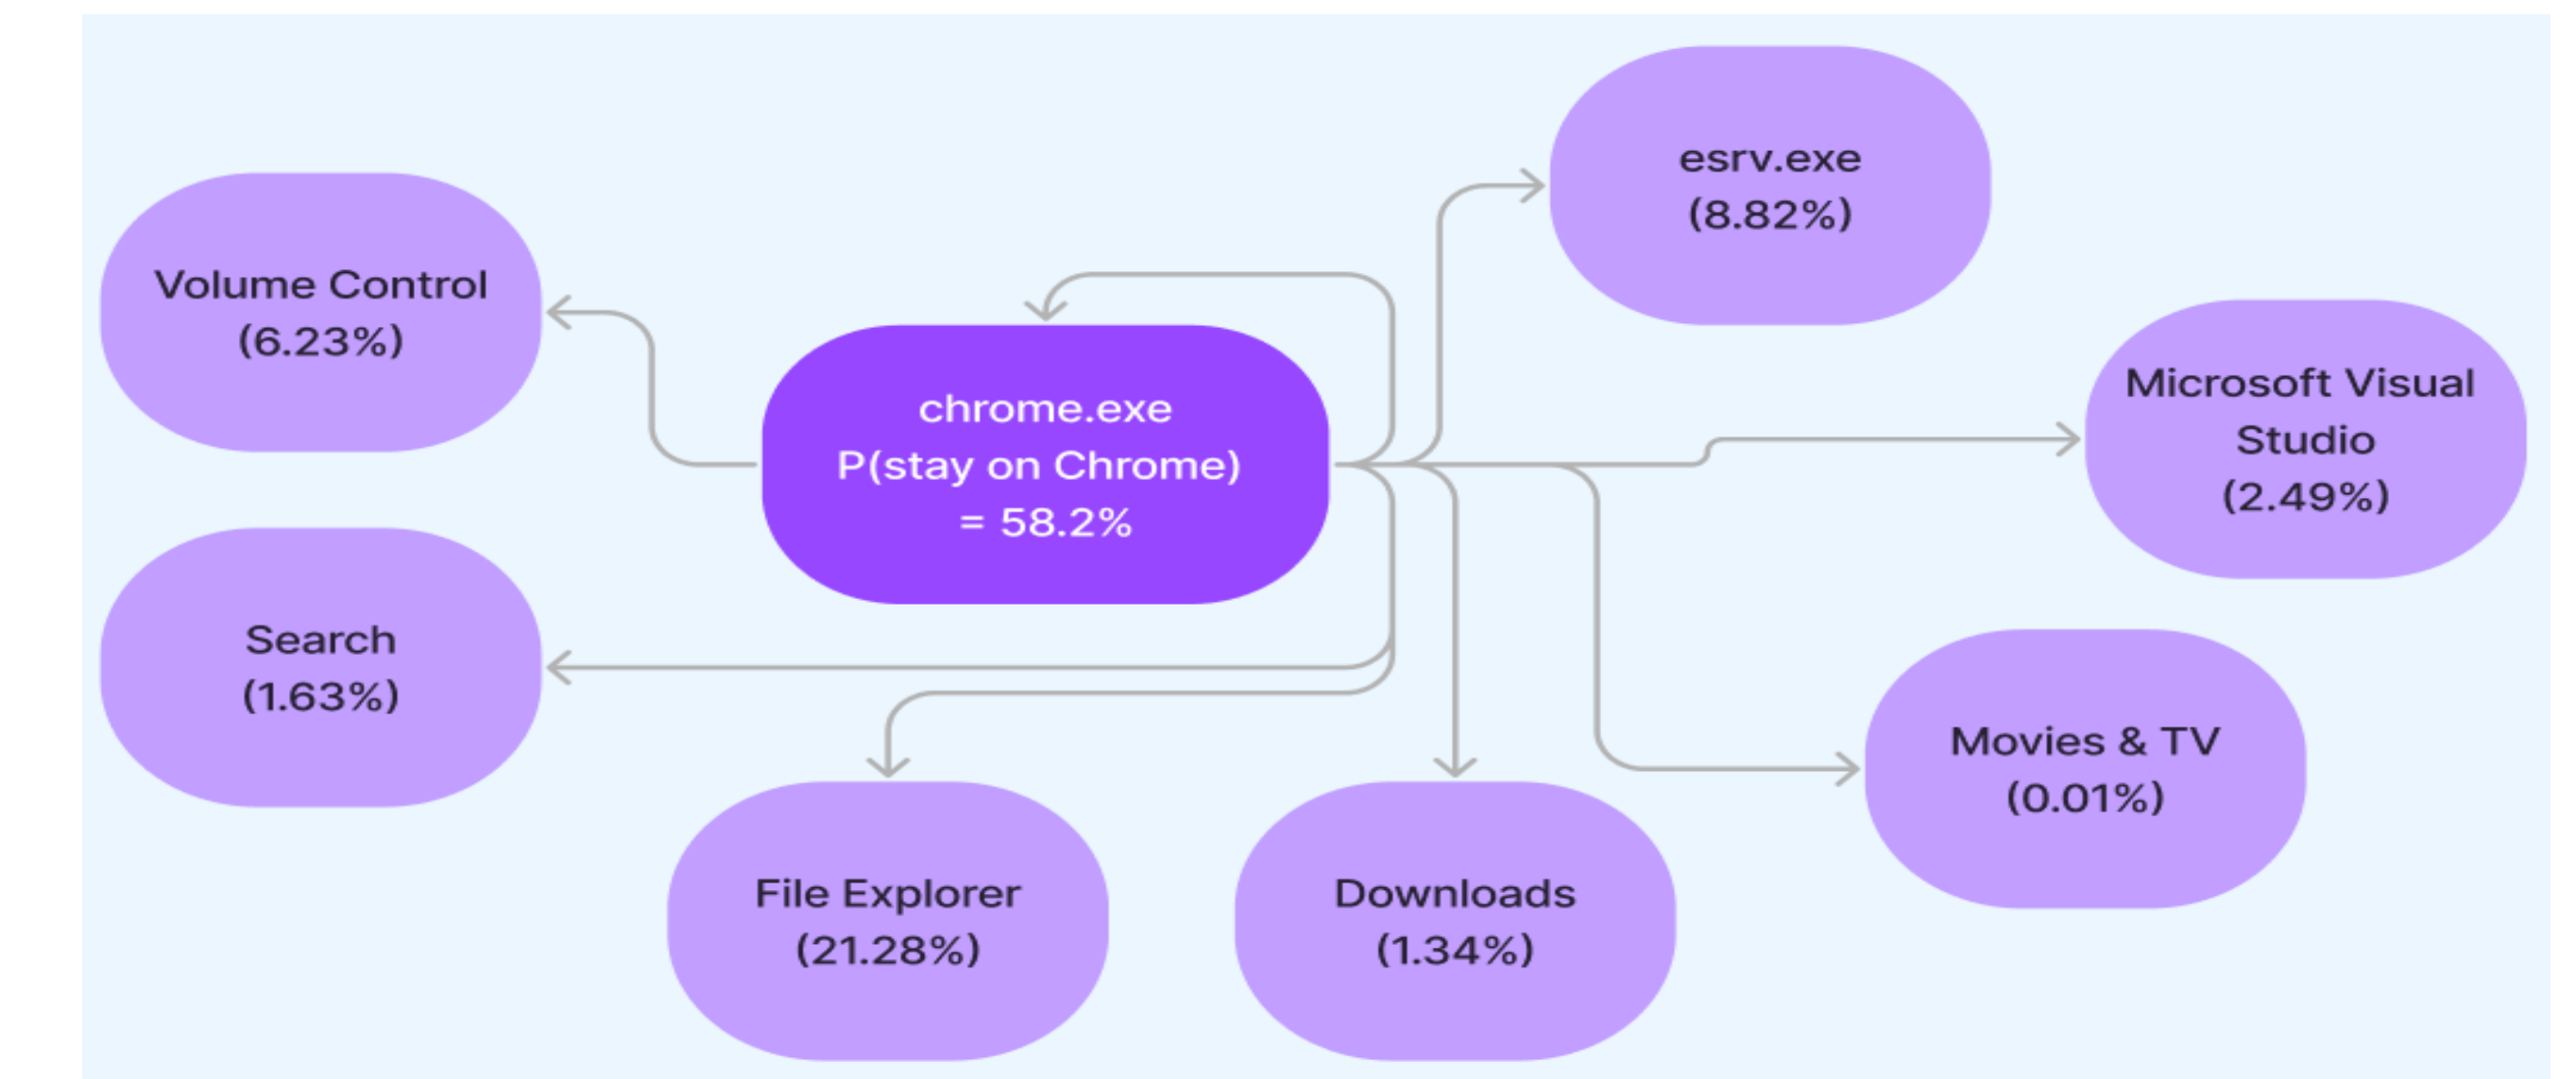 esrv.exe
(8.82%)
Volume Control
(6.23%)
chrome.exe
P(stay on Chrome)
= 58.2%
Microsoft Visual
Studio
(2.49%)
Search
(1.63%)
Movies & TV
(0.01%)
File Explorer
(21.28%)
Downloads
(1.34%)